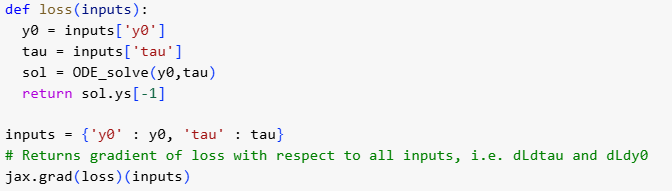 def loss(inputs):
  y0 = inputs['y0']
  tau = inputs['tau']
  sol = ODE_solve(y0,tau)
  return sol.ys[-1]

inputs = {'y0' : y0, 'tau' : tau}
# Returns gradient of loss with respect to all inputs, i.e. dLdtau and dLdy0
jax.grad(loss)(inputs)